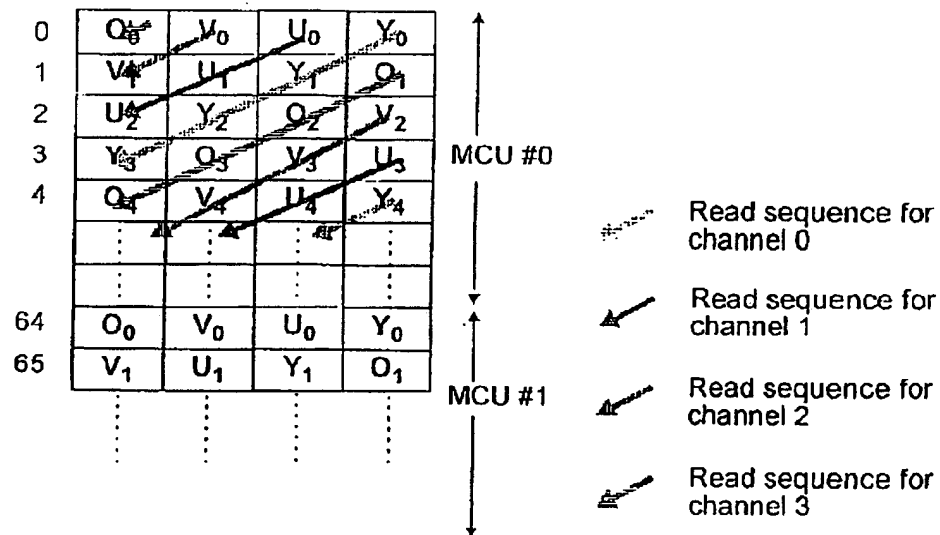 0 O₀ V₀ U₀ Y₀
1 V₁ U₁ Y₁ O₁
2 U₂ Y₂ O₂ V₂
3 Y₃ O₃ V₃ U₃
MCU #0
4 O₄ V₄ U₄ Y₄
64 O₀ V₀ U₀ Y₀
65 V₁ U₁ Y₁ O₁
MCU #1
Read sequence for
channel 0
Read sequence for
channel 1
Read sequence for
channel 2
Read sequence for
channel 3